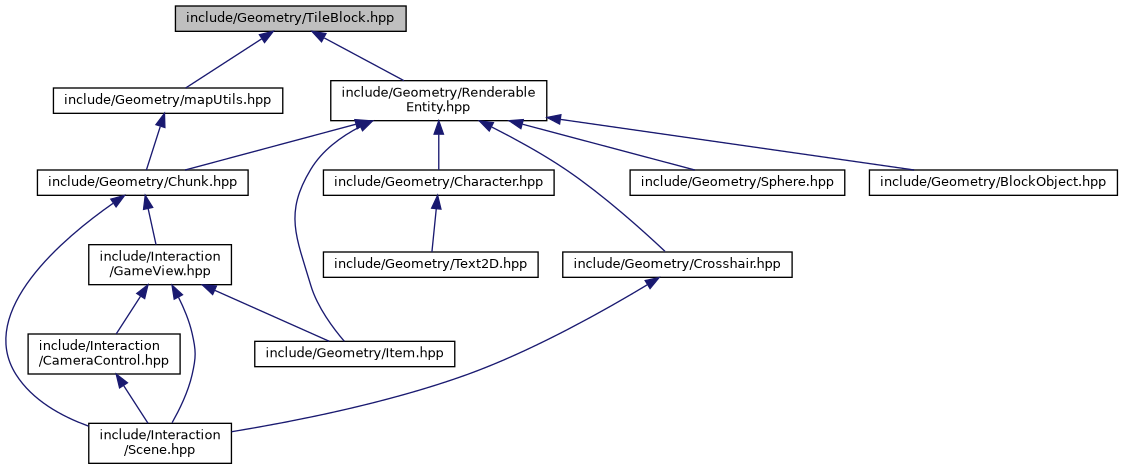 include/Geometry/TileBlock.hpp
include/Geometry/mapUtils.hpp
include/Geometry/Renderable
Entity.hpp
include/Geometry/Chunk.hpp
include/Geometry/Character.hpp
include/Geometry/Sphere.hpp
include/Geometry/BlockObject.hpp
include/Interaction
/GameView.hpp
include/Geometry/Text2D.hpp
include/Geometry/Crosshair.hpp
include/Interaction
/CameraControl.hpp
include/Geometry/Item.hpp
include/Interaction
/Scene.hpp